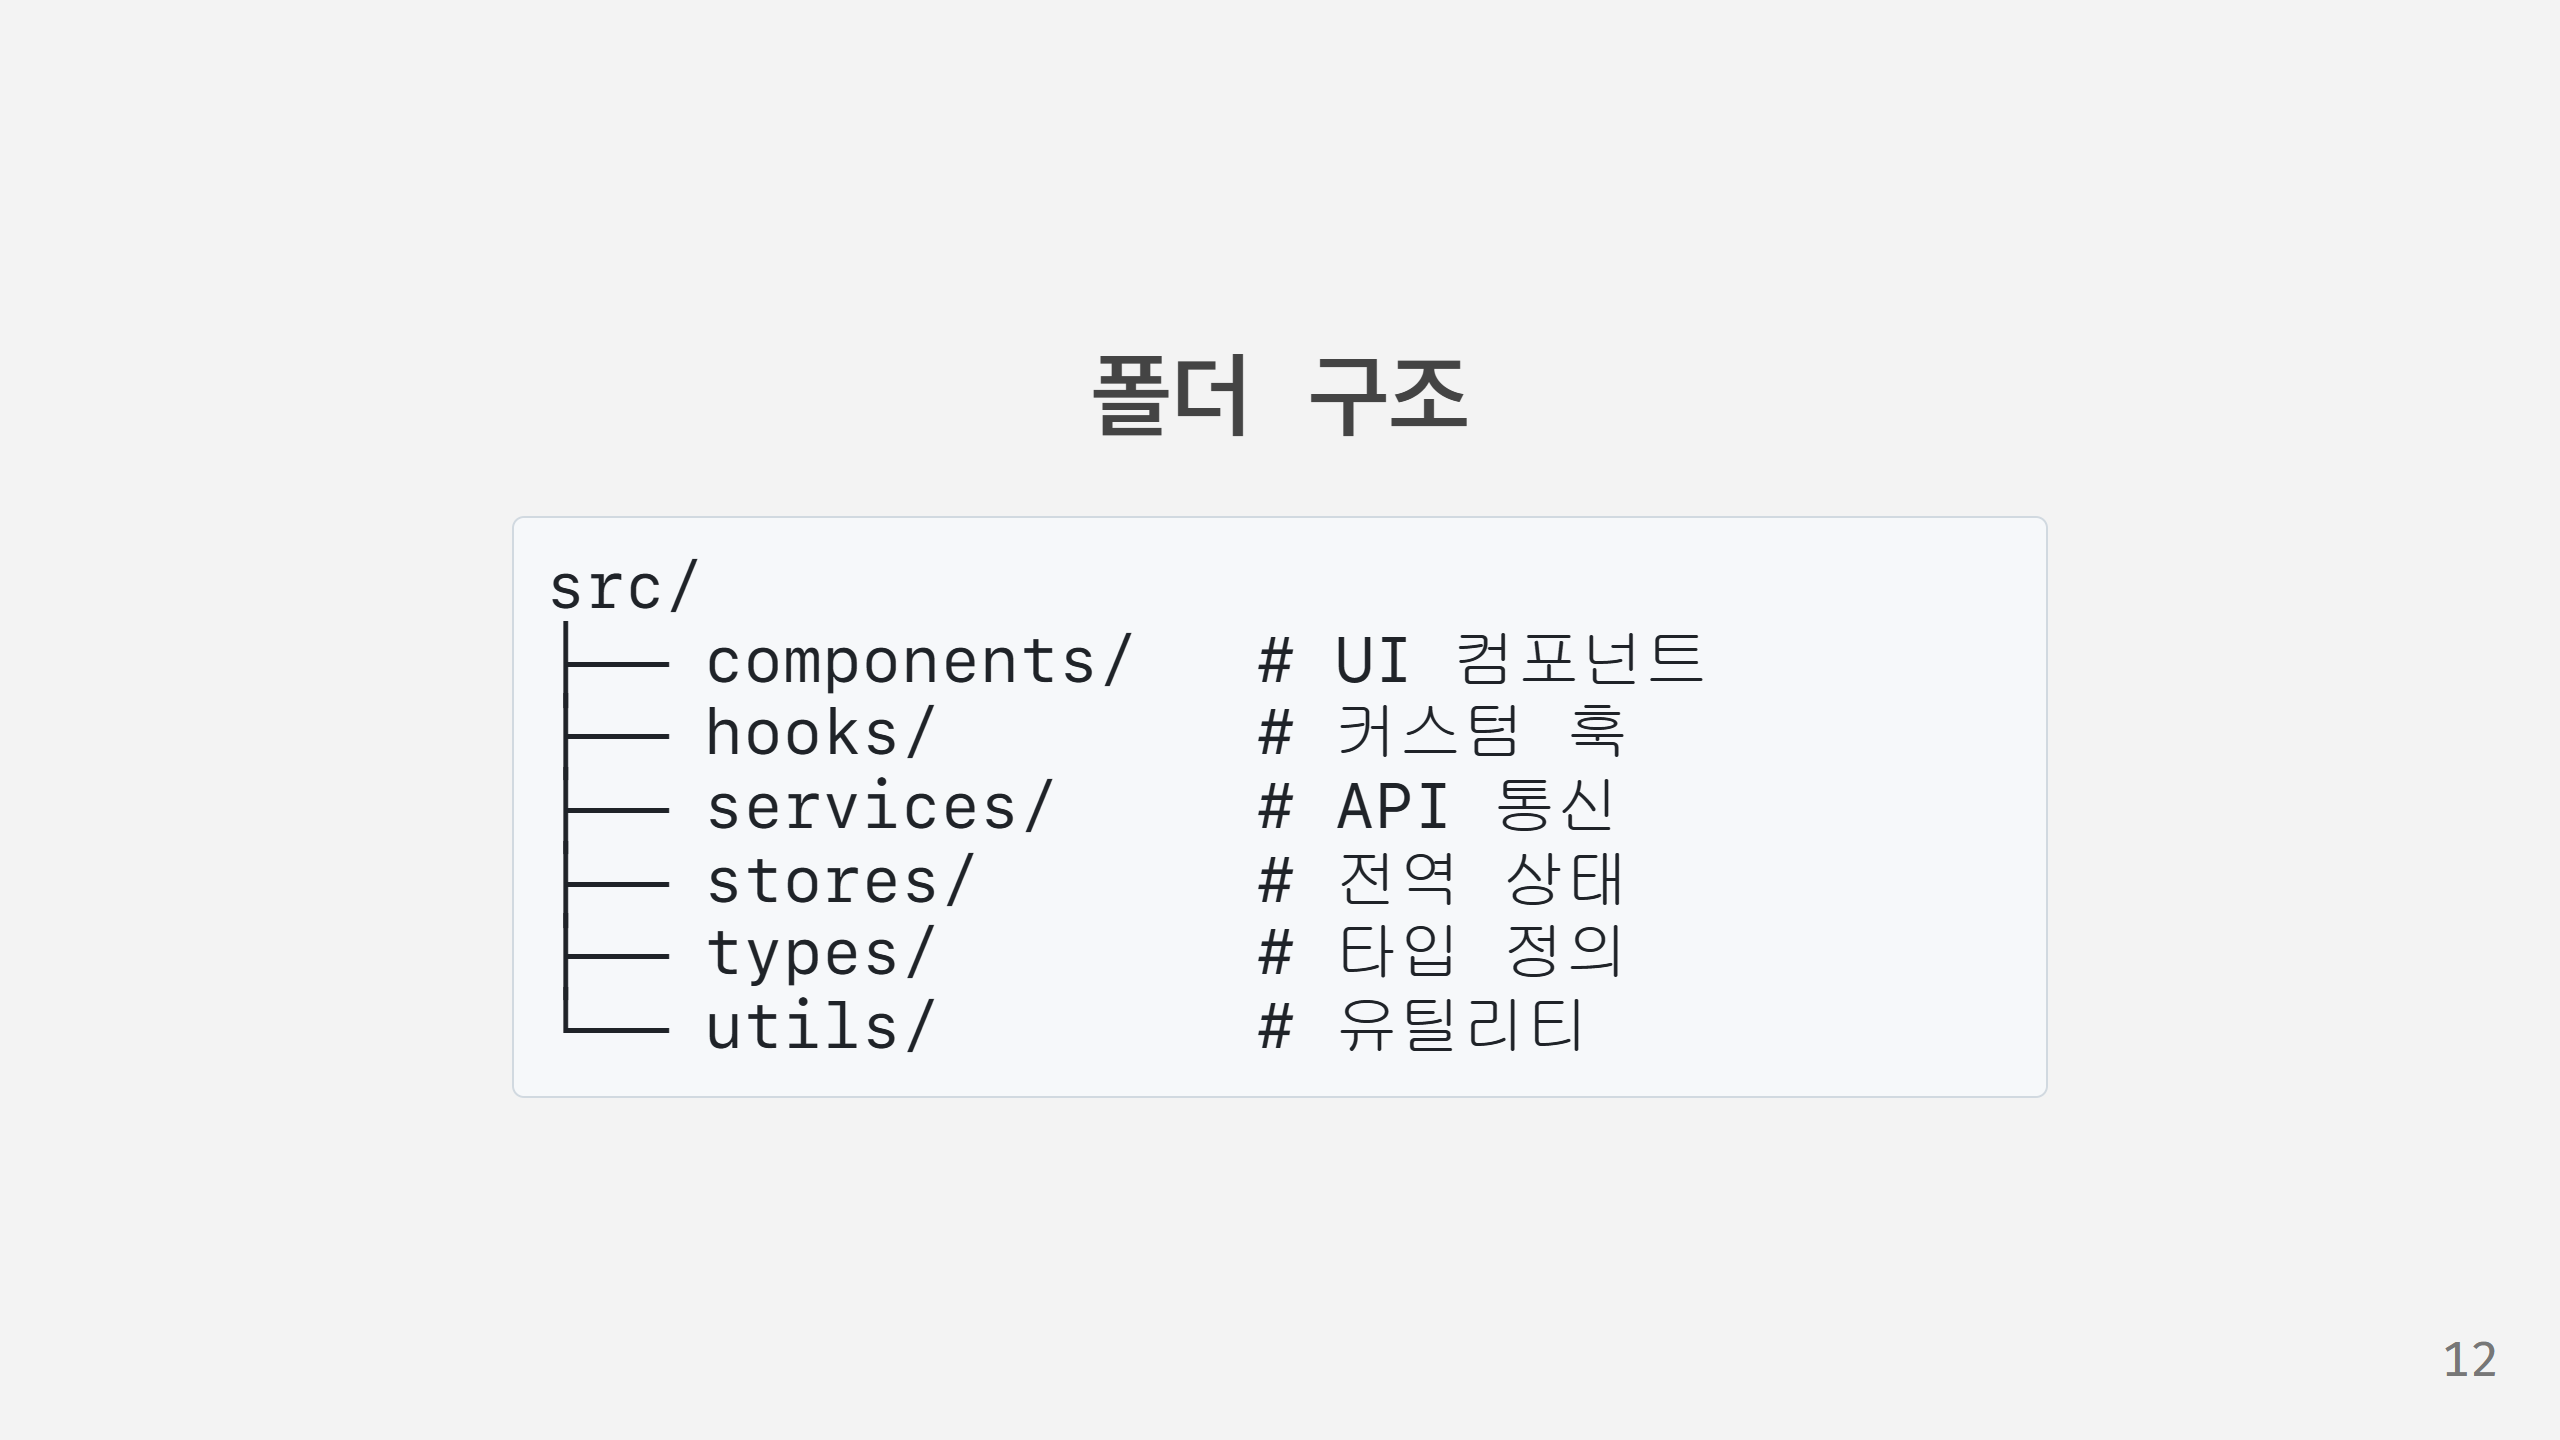 폴더 구조
src/
├── components/   # UI 컴포넌트
├── hooks/        # 커스텀 훅
├── services/     # API 통신
├── stores/       # 전역 상태
├── types/        # 타입 정의
└── utils/        # 유틸리티
12